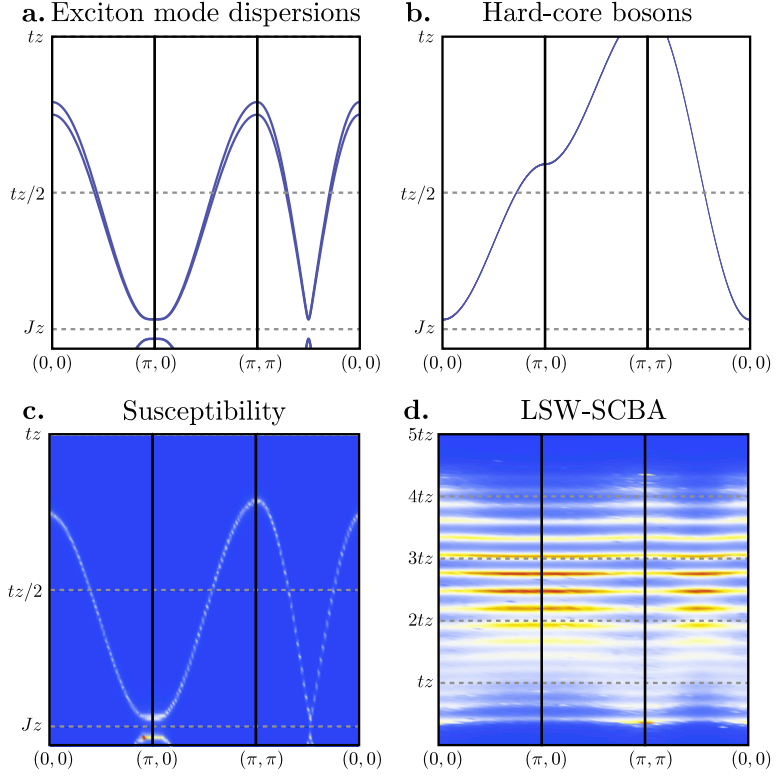 a. Exciton mode dispersions
tz
tz/2
Jz
(0, 0) (π, 0) (π, π) (0, 0)
b. Hard-core bosons
tz
tz/2
Jz
(0, 0) (π, 0) (π, π) (0, 0)
c. Susceptibility
tz
tz/2
Jz
(0, 0) (π, 0) (π, π) (0, 0)
d. LSW-SCBA
5tz
4tz
3tz
2tz
tz
(0, 0) (π, 0) (π, π) (0, 0)